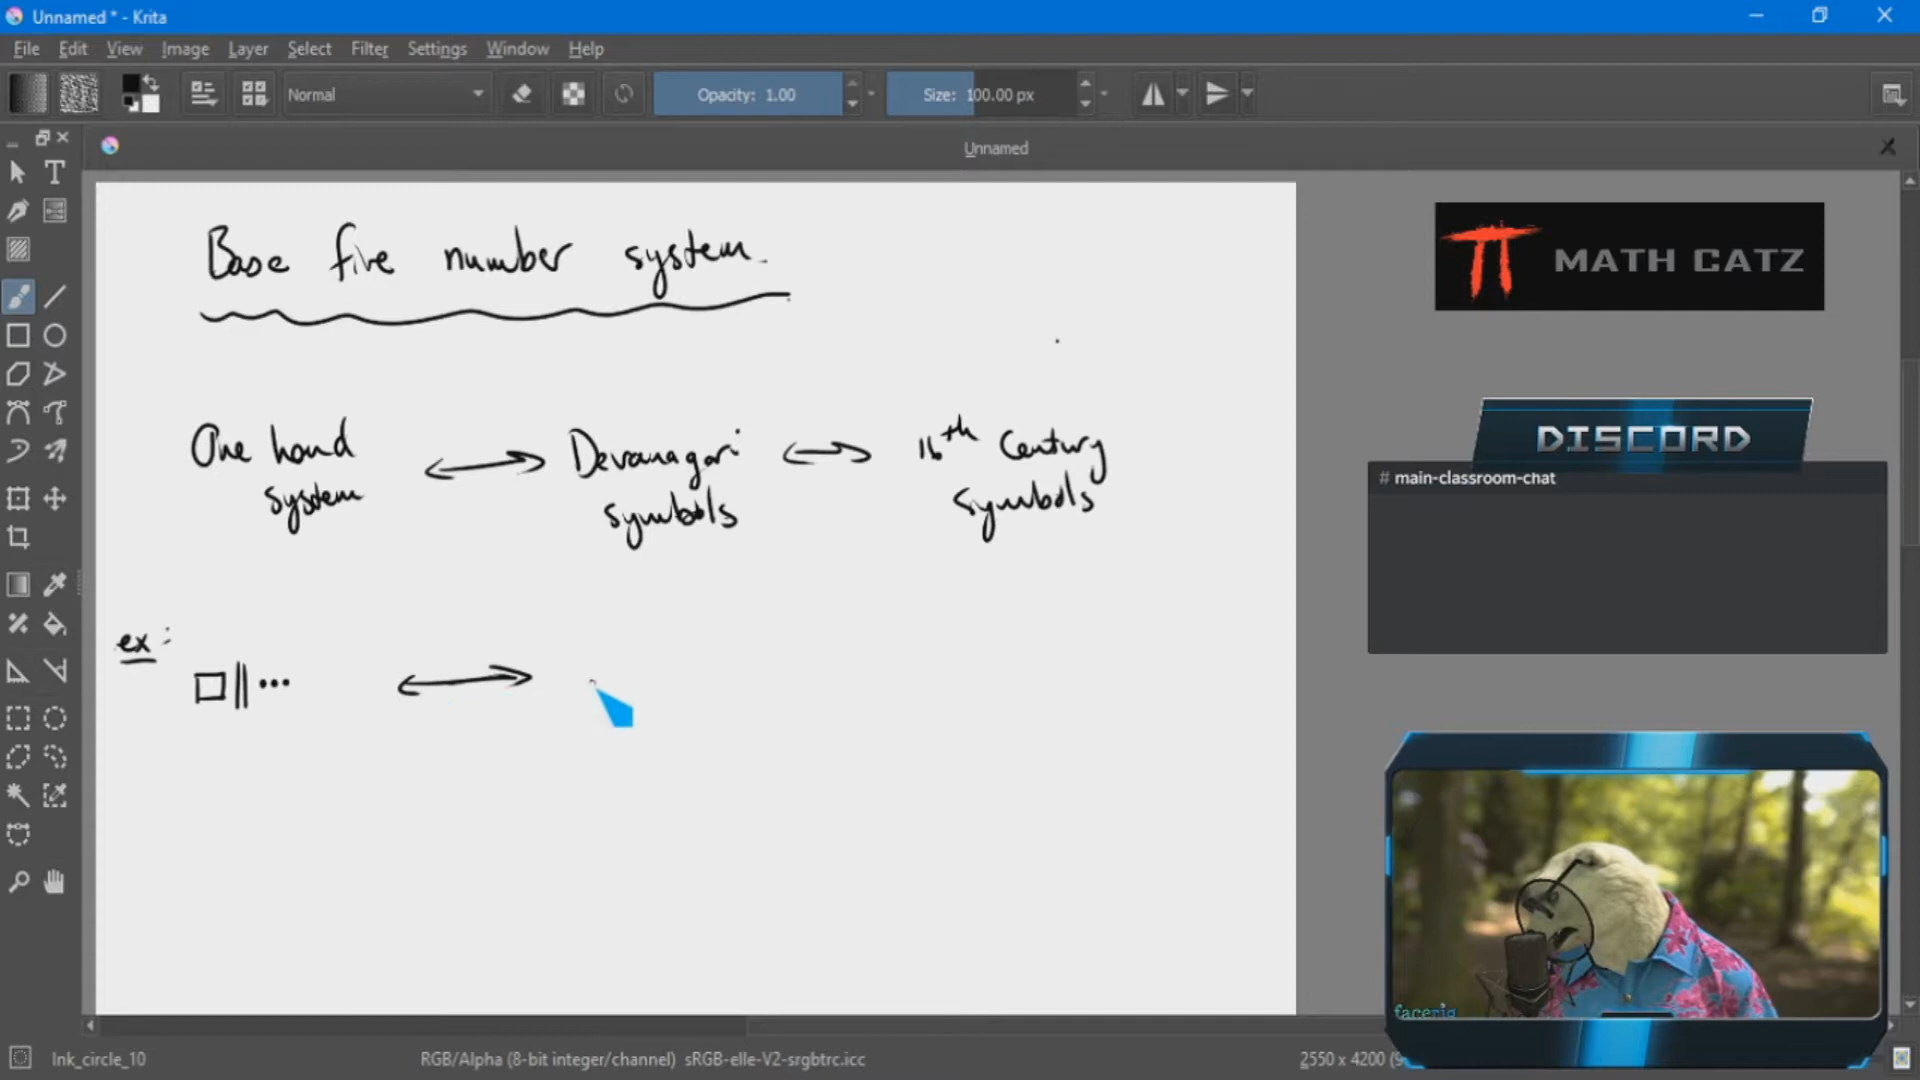 Unnamed * - Krita
File Edit View Image Layer Select Filter Settings Window Help
Normal
Opacity: 1.00
Size: 100.00 px
Unnamed
Base five number system.
One hand system
Devanagari symbols
16th Century symbols
ex:
MATH CATZ
DISCORD
# main-classroom-chat
facerig
Ink_circle_10
RGB/Alpha (8-bit integer/channel) sRGB-elle-V2-srgbtrc.icc
2550 x 4200 (9